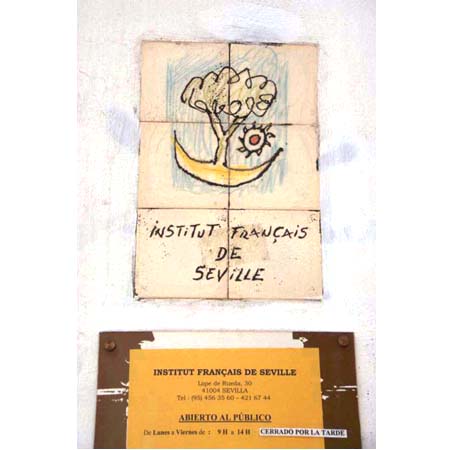 INSTITUT FRANÇAIS
DE
SEVILLE
INSTITUT FRANÇAIS DE SEVILLE
Lope de Rueda, 30
41004 SEVILLA
Tel : (95) 456 35 60 - 421 67 44
ABIERTO AL PÚBLICO
De Lunes a Viernes de : 9 H a 14 H - CERRADO POR LA TARDE